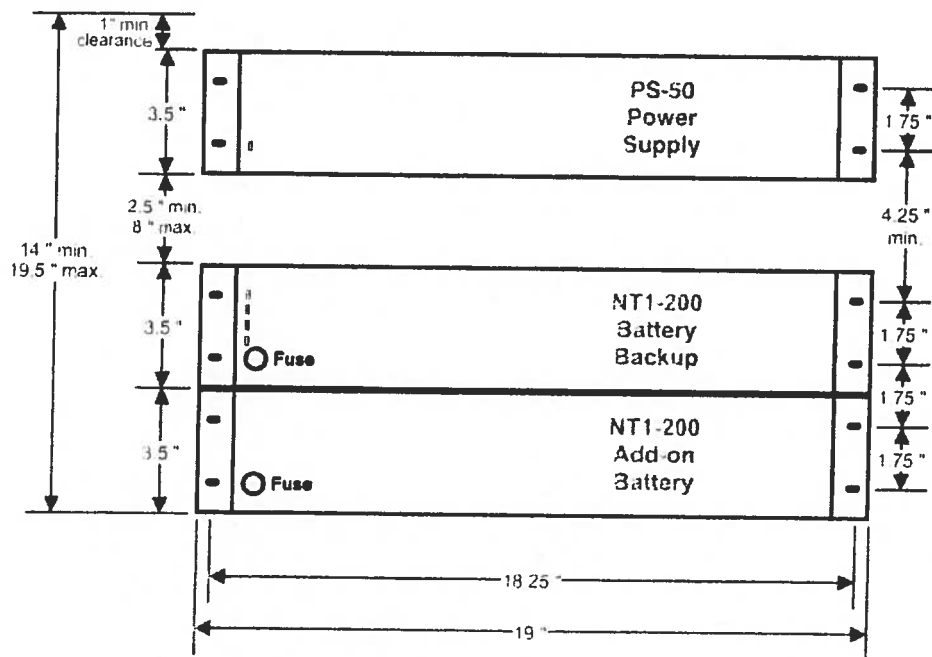 1" min
clearance
3.5 "
PS-50
Power
Supply
1.75"
2.5 " min.
8 " max.
4.25 "
min.
14 " min.
19.5 " max.
3.5 "
NT1-200
Battery
Backup
Fuse
1.75 "
1.75 "
3.5 "
NT1-200
Add-on
Battery
Fuse
1.75 "
18.25 "
19 "